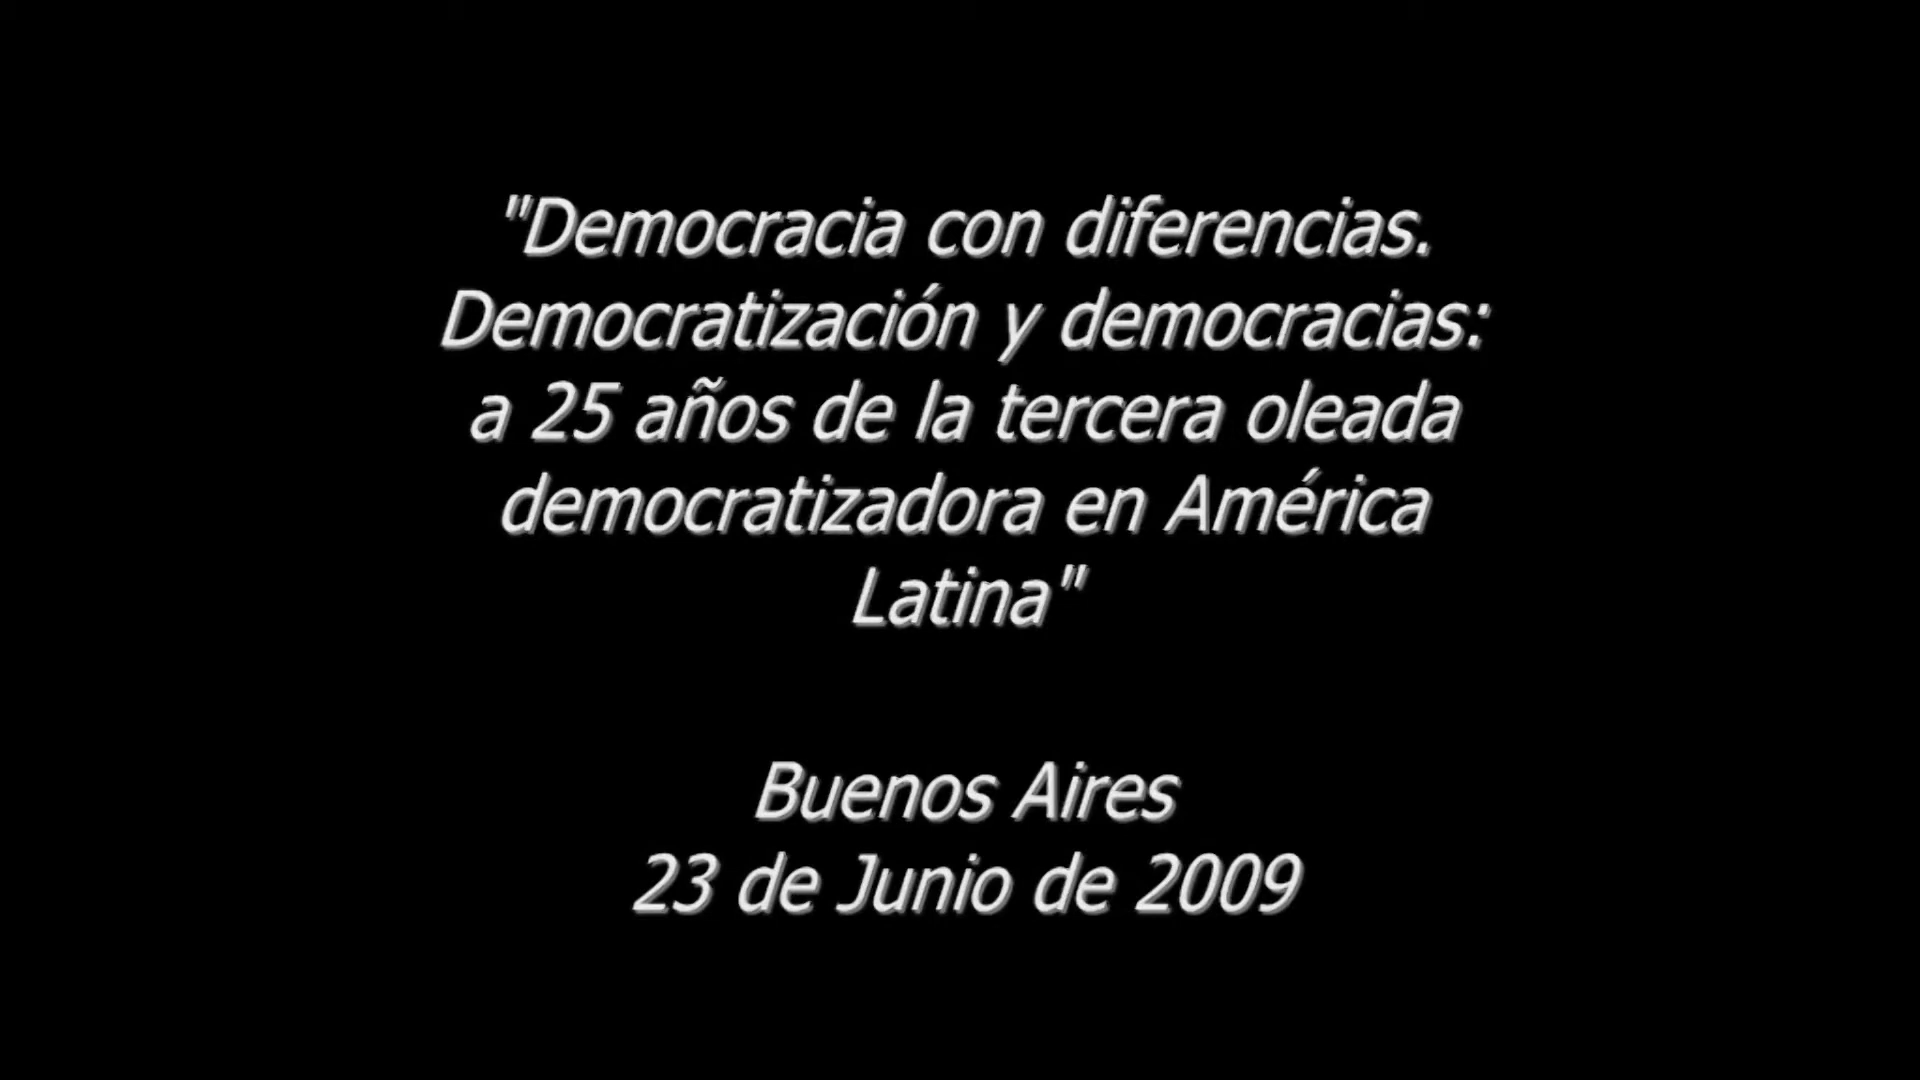 "Democracia con diferencias.
Democratización y democracias:
a 25 años de la tercera oleada
democratizadora en América
Latina"
Buenos Aires
23 de Junio de 2009